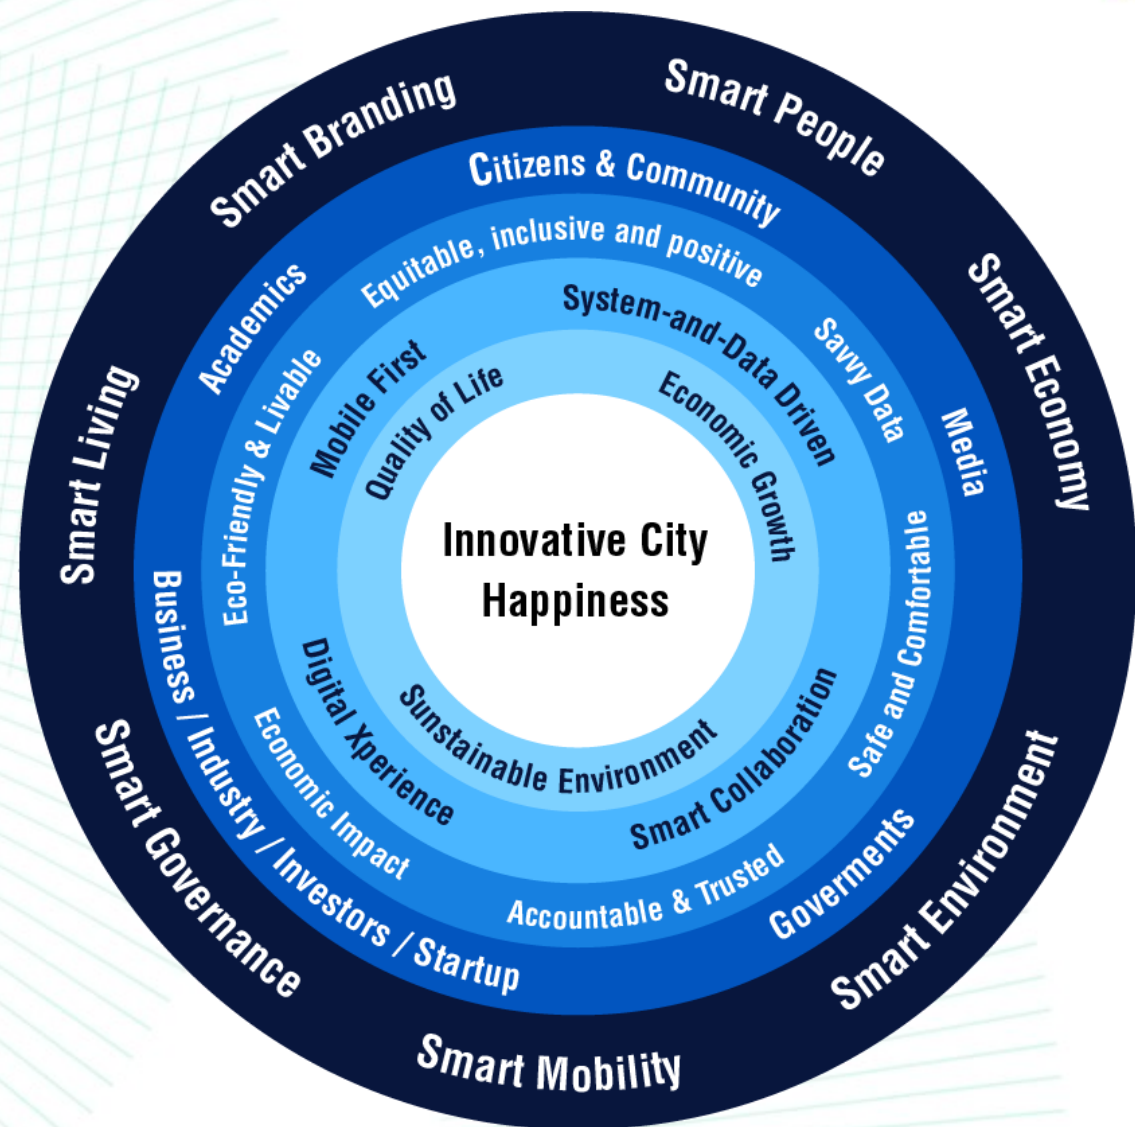 Smart Branding
Smart People
Smart Economy
Smart Environment
Smart Mobility
Smart Governance
Smart Living
Citizens & Community
Media
Goverments
Business / Industry / Investors / Startup
Academics
Equitable, inclusive and positive
Savvy Data
Safe and Comfortable
Accountable & Trusted
Economic Impact
Eco-Friendly & Livable
System-and-Data Driven
Smart Collaboration
Digital Xperience
Mobile First
Quality of Life
Economic Growth
Sunstainable Environment
Innovative City
Happiness